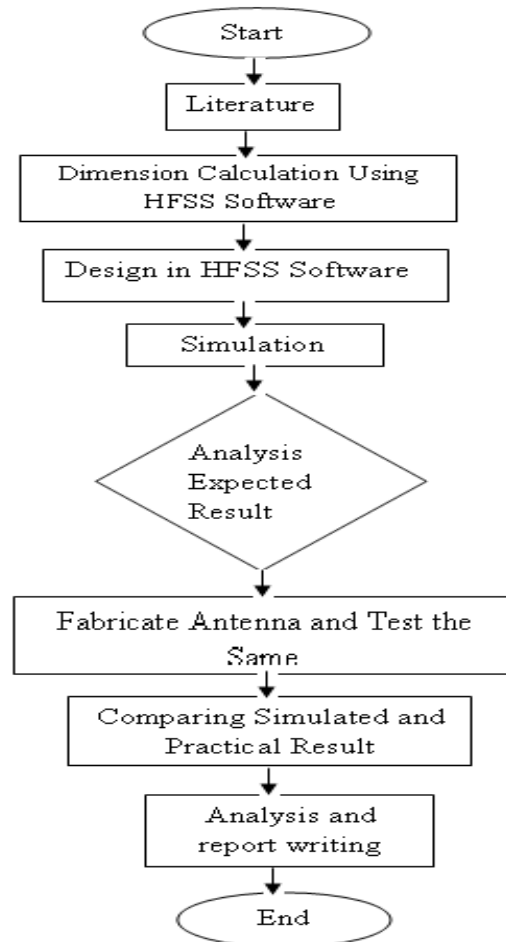 Start
Literature
Dimension Calculation Using
HFSS Software
Design in HFSS Software
Simulation
Analysis
Expected
Result
Fabricate Antenna and Test the
Same
Comparing Simulated and
Practical Result
Analysis and
report writing
End